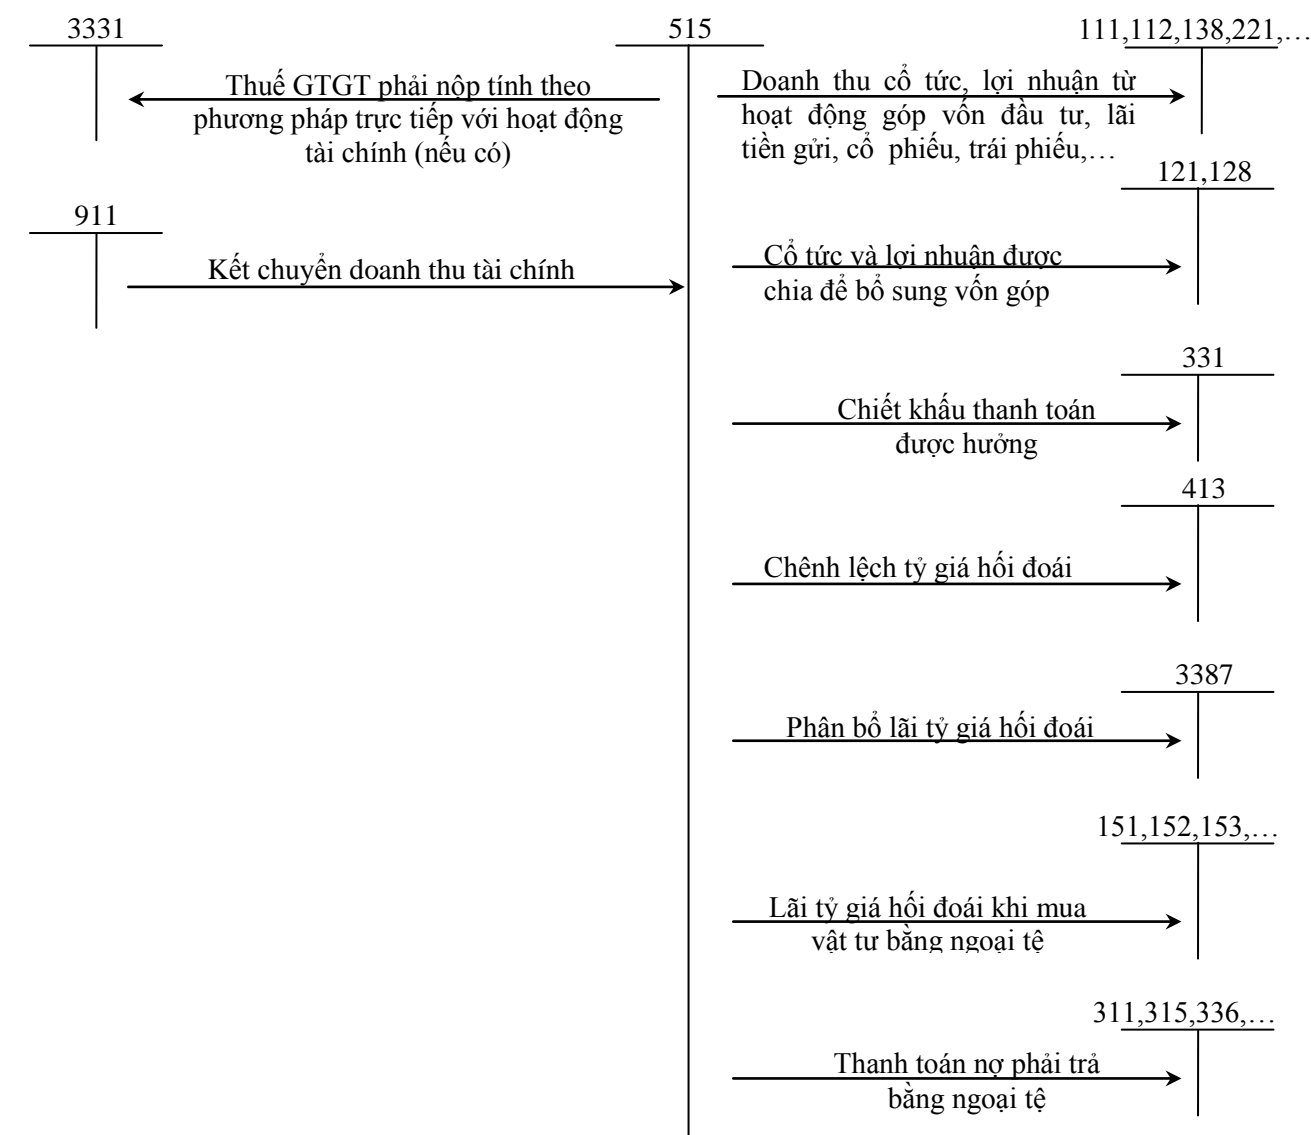 3331
515
111,112,138,221,…
Thuế GTGT phải nộp tính theo
phương pháp trực tiếp với hoạt động
tài chính (nếu có)
Doanh thu cổ tức, lợi nhuận từ
hoạt động góp vốn đầu tư, lãi
tiền gửi, cổ phiếu, trái phiếu,…
121,128
911
Kết chuyển doanh thu tài chính
Cổ tức và lợi nhuận được
chia để bổ sung vốn góp
331
Chiết khấu thanh toán
được hưởng
413
Chênh lệch tỷ giá hối đoái
3387
Phân bổ lãi tỷ giá hối đoái
151,152,153,…
Lãi tỷ giá hối đoái khi mua
vật tư bằng ngoại tệ
311,315,336,…
Thanh toán nợ phải trả
bằng ngoại tệ